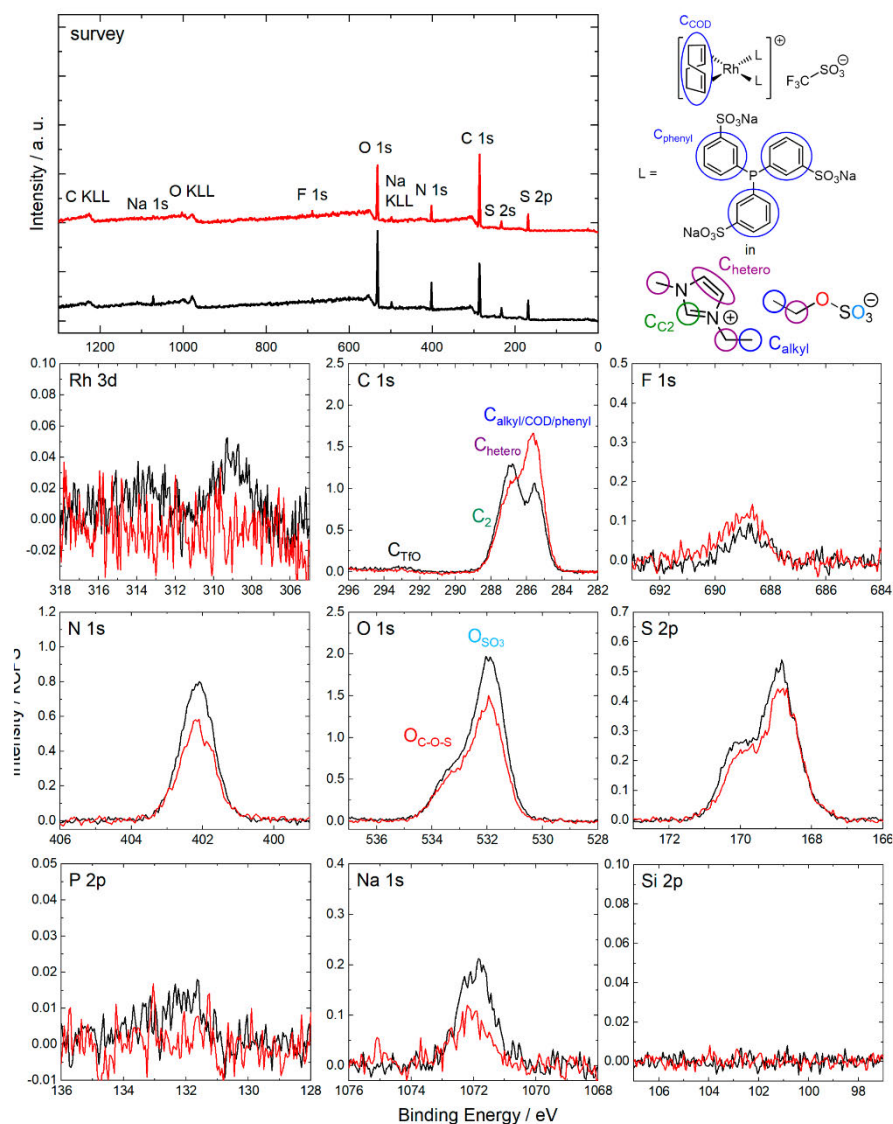 survey
C KLL
Na 1s
O KLL
F 1s
O 1s
Na
KLL
N 1s
C 1s
S 2s
S 2p
Intensity / a. u.
1200 1000 800 600 400 200 0
C_COD
Rh
L
L
⊕
F₃C SO₃ ⊖
L =
C_phenyl
SO₃Na
P
SO₃Na
SO₃Na
in
C_hetero
N
N
+
C_C2
C_alkyl
O
SO₃ ⊖
Rh 3d
0.10
0.08
0.06
0.04
0.02
0.00
-0.02
318 316 314 312 310 308 306
C 1s
2.5
2.0
1.5
1.0
0.5
0.0
C_alkyl/COD/phenyl
C_hetero
C₂
C_TfO
296 294 292 290 288 286 284 282
F 1s
0.5
0.4
0.3
0.2
0.1
0.0
692 690 688 686 684
N 1s
1.2
1.0
0.8
0.6
0.4
0.2
0.0
406 404 402 400
O 1s
2.5
2.0
1.5
1.0
0.5
0.0
O_SO₃
O_C-O-S
536 534 532 530 528
S 2p
0.7
0.6
0.5
0.4
0.3
0.2
0.1
0.0
172 170 168 166
Intensity / kCPS
P 2p
0.05
0.04
0.03
0.02
0.01
0.00
-0.01
136 134 132 130 128
Na 1s
0.4
0.3
0.2
0.1
0.0
1076 1074 1072 1070 1068
Si 2p
0.10
0.08
0.06
0.04
0.02
0.00
106 104 102 100 98
Binding Energy / eV